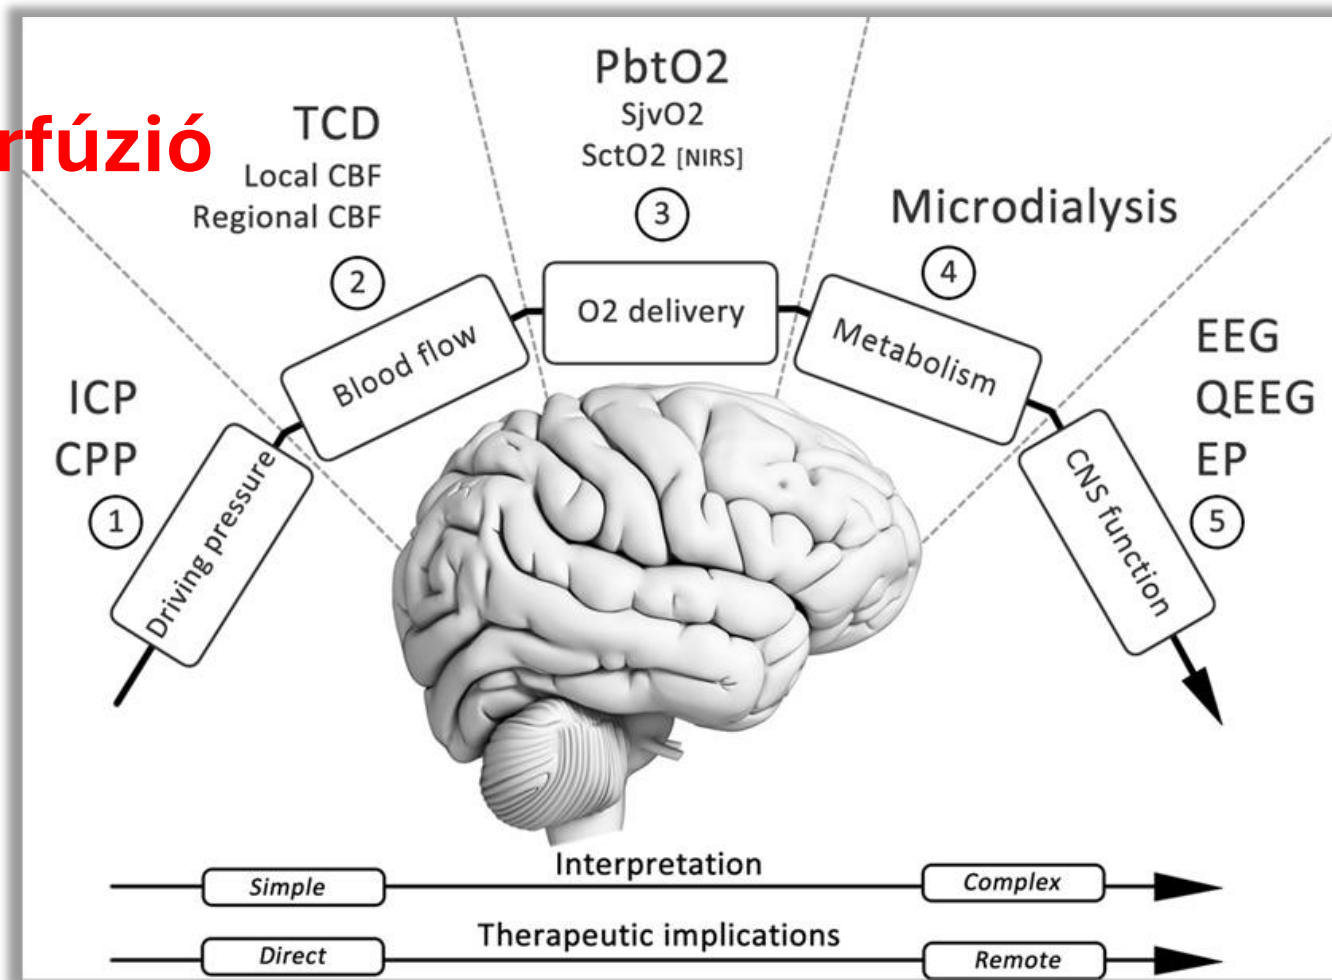 rfúzió
ICP
CPP
1
Driving pressure
TCD
Local CBF
Regional CBF
2
Blood flow
PbtO2
SjvO2
SctO2 [NIRS]
3
O2 delivery
Microdialysis
4
Metabolism
EEG
QEEG
EP
5
CNS function
Interpretation
Simple
Complex
Therapeutic implications
Direct
Remote